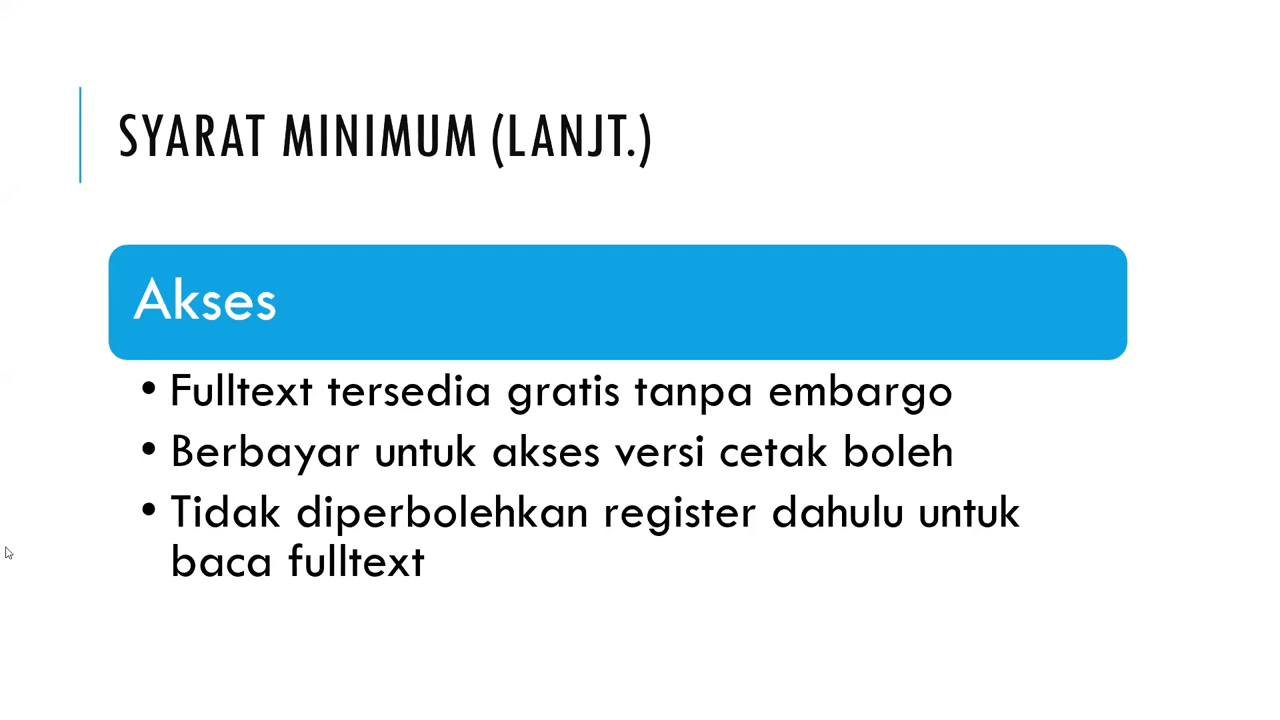 SYARAT MINIMUM (LANJT.)
Akses
• Fulltext tersedia gratis tanpa embargo
• Berbayar untuk akses versi cetak boleh
• Tidak diperbolehkan register dahulu untuk
baca fulltext